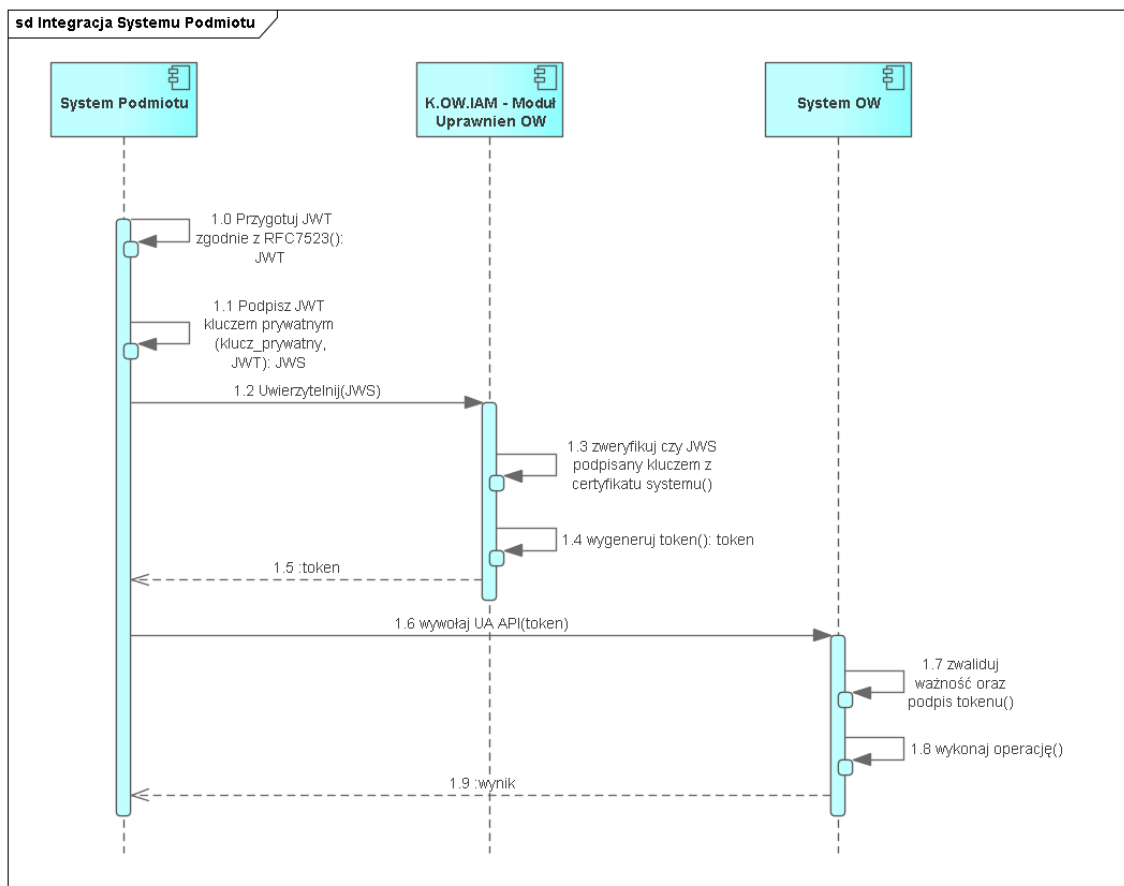 sd Integracja Systemu Podmiotu
System Podmiotu
K.OW.IAM - Moduł
Uprawnien OW
System OW
1.0 Przygotuj JWT
zgodnie z RFC7523():
JWT
1.1 Podpisz JWT
kluczem prywatnym
(klucz_prywatny,
JWT): JWS
1.2 Uwierzytelnij(JWS)
1.3 zweryfikuj czy JWS
podpisany kluczem z
certyfikatu systemu()
1.4 wygeneruj token(): token
1.5 :token
1.6 wywołaj UA API(token)
1.7 zwaliduj
ważność oraz
podpis tokenu()
1.8 wykonaj operację()
1.9 :wynik